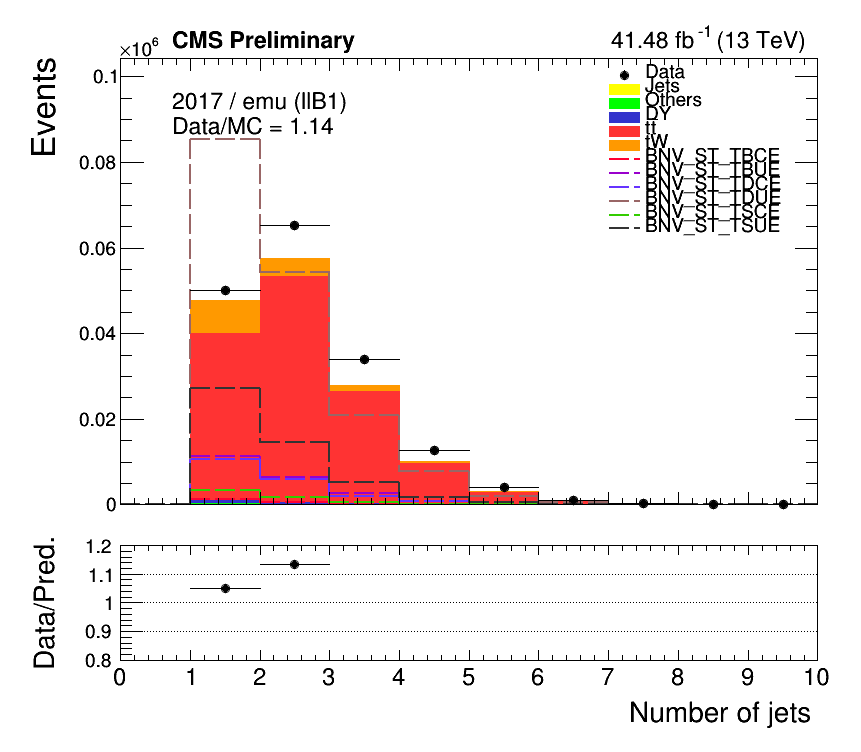 ×10⁶ CMS Preliminary 41.48 fb⁻¹ (13 TeV)
Events
2017 / emu (llB1)
Data/MC = 1.14
Data
Jets
Others
DY
tt
tW
BNV_ST_TBCE
BNV_ST_TBUE
BNV_ST_TDCE
BNV_ST_TDUE
BNV_ST_TSCE
BNV_ST_TSUE
0.1
0.08
0.06
0.04
0.02
0
Data/Pred.
1.2
1.1
1
0.9
0.8
0 1 2 3 4 5 6 7 8 9 10
Number of jets